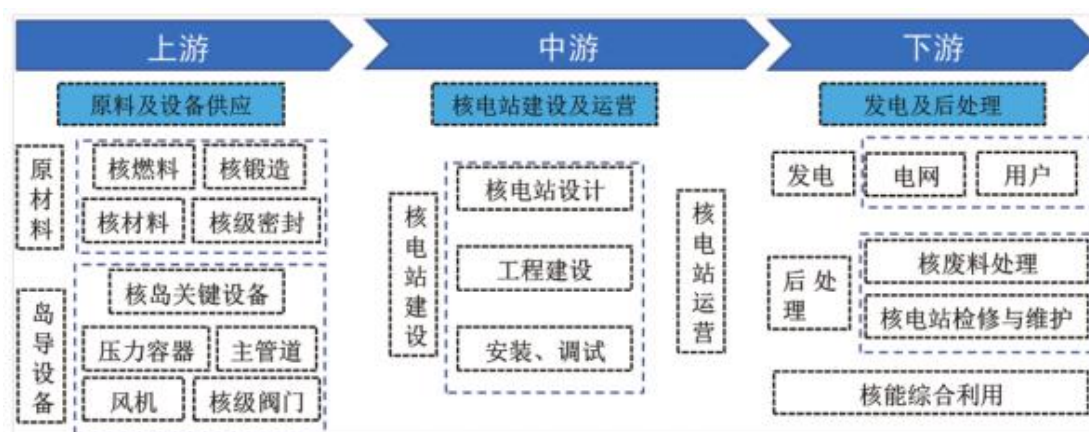 上游
中游
下游
原料及设备供应
核电站建设及运营
发电及后处理
原材料
核燃料
核锻造
核材料
核级密封
岛导设备
核岛关键设备
压力容器
主管道
风机
核级阀门
核电站建设
核电站设计
工程建设
安装、调试
核电站运营
发电
电网
用户
后处理
核废料处理
核电站检修与维护
核能综合利用